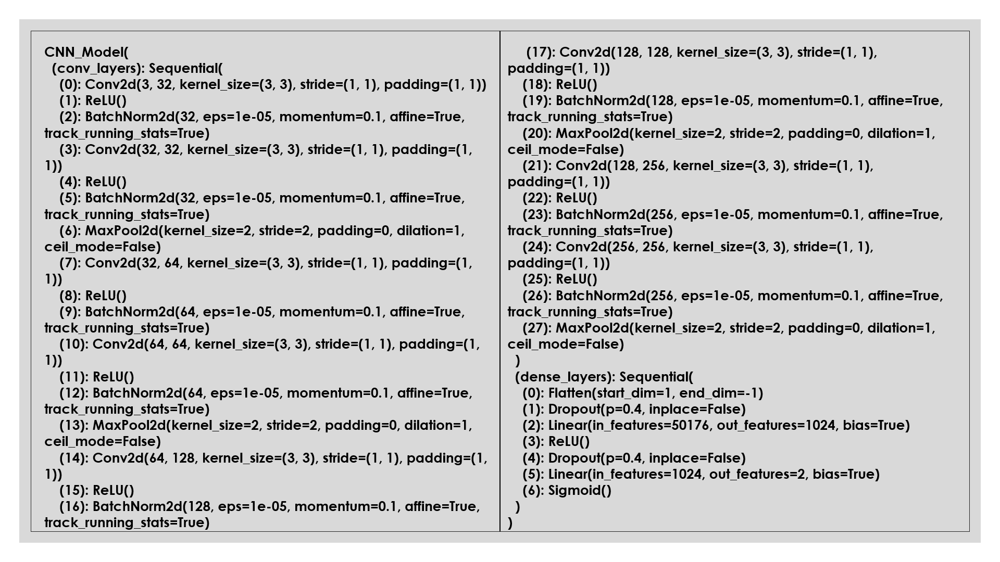 CNN_Model(
(conv_layers): Sequential(
(0): Conv2d(3, 32, kernel_size=(3, 3), stride=(1, 1), padding=(1, 1))
(1): ReLU()
(2): BatchNorm2d(32, eps=1e-05, momentum=0.1, affine=True,
track_running_stats=True)
(3): Conv2d(32, 32, kernel_size=(3, 3), stride=(1, 1), padding=(1,
1))
(4): ReLU()
(5): BatchNorm2d(32, eps=1e-05, momentum=0.1, affine=True,
track_running_stats=True)
(6): MaxPool2d(kernel_size=2, stride=2, padding=0, dilation=1,
ceil_mode=False)
(7): Conv2d(32, 64, kernel_size=(3, 3), stride=(1, 1), padding=(1,
1))
(8): ReLU()
(9): BatchNorm2d(64, eps=1e-05, momentum=0.1, affine=True,
track_running_stats=True)
(10): Conv2d(64, 64, kernel_size=(3, 3), stride=(1, 1), padding=(1,
1))
(11): ReLU()
(12): BatchNorm2d(64, eps=1e-05, momentum=0.1, affine=True,
track_running_stats=True)
(13): MaxPool2d(kernel_size=2, stride=2, padding=0, dilation=1,
ceil_mode=False)
(14): Conv2d(64, 128, kernel_size=(3, 3), stride=(1, 1), padding=(1,
1))
(15): ReLU()
(16): BatchNorm2d(128, eps=1e-05, momentum=0.1, affine=True,
track_running_stats=True)
(17): Conv2d(128, 128, kernel_size=(3, 3), stride=(1, 1),
padding=(1, 1))
(18): ReLU()
(19): BatchNorm2d(128, eps=1e-05, momentum=0.1, affine=True,
track_running_stats=True)
(20): MaxPool2d(kernel_size=2, stride=2, padding=0, dilation=1,
ceil_mode=False)
(21): Conv2d(128, 256, kernel_size=(3, 3), stride=(1, 1),
padding=(1, 1))
(22): ReLU()
(23): BatchNorm2d(256, eps=1e-05, momentum=0.1, affine=True,
track_running_stats=True)
(24): Conv2d(256, 256, kernel_size=(3, 3), stride=(1, 1),
padding=(1, 1))
(25): ReLU()
(26): BatchNorm2d(256, eps=1e-05, momentum=0.1, affine=True,
track_running_stats=True)
(27): MaxPool2d(kernel_size=2, stride=2, padding=0, dilation=1,
ceil_mode=False)
)
(dense_layers): Sequential(
(0): Flatten(start_dim=1, end_dim=-1)
(1): Dropout(p=0.4, inplace=False)
(2): Linear(in_features=50176, out_features=1024, bias=True)
(3): ReLU()
(4): Dropout(p=0.4, inplace=False)
(5): Linear(in_features=1024, out_features=2, bias=True)
(6): Sigmoid()
)
)